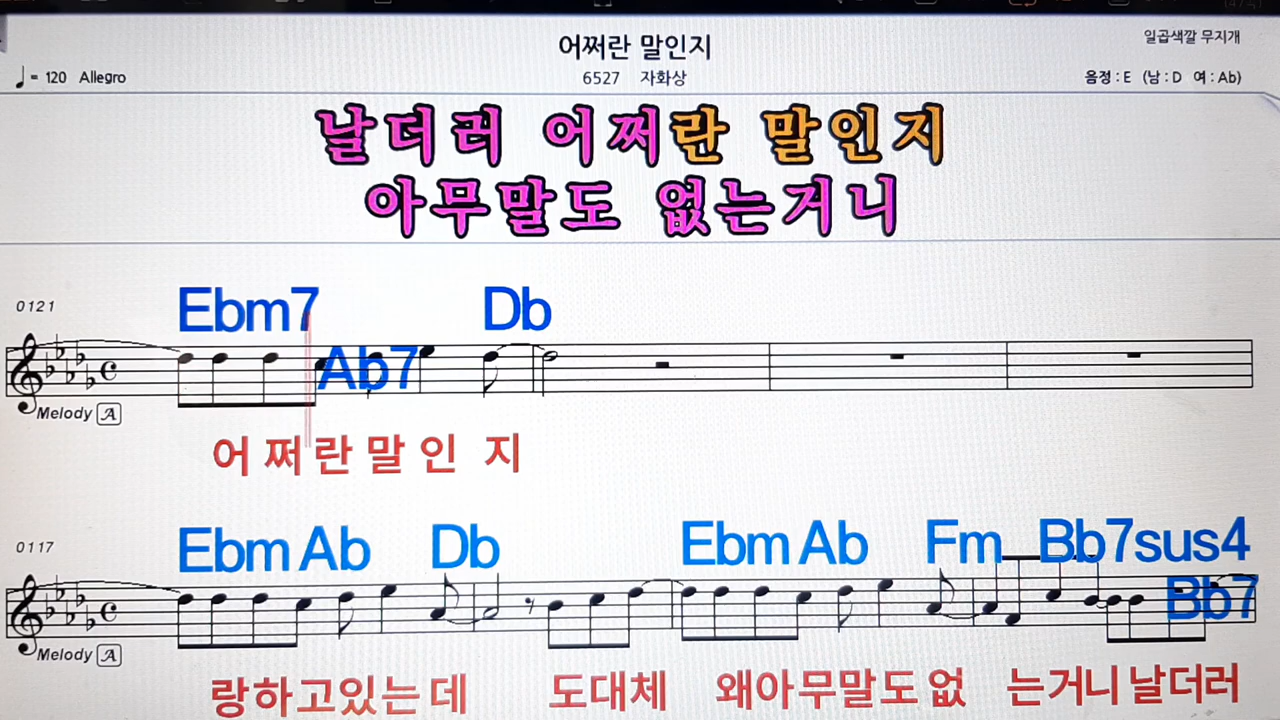 어쩌란 말인지
일곱색깔 무지개
♩= 120 Allegro
6527 자화상
음정 : E (남 : D 여 : Ab)
날더러 어쩌란 말인지
아무말도 없는거니
0121
Ebm7 Db
Ab7
Melody A
어 쩌 란 말 인 지
0117
Ebm Ab Db Ebm Ab Fm Bb7sus4
Bb7
Melody A
랑하고있는데 도대체 왜아무말도없 는거니 날더러